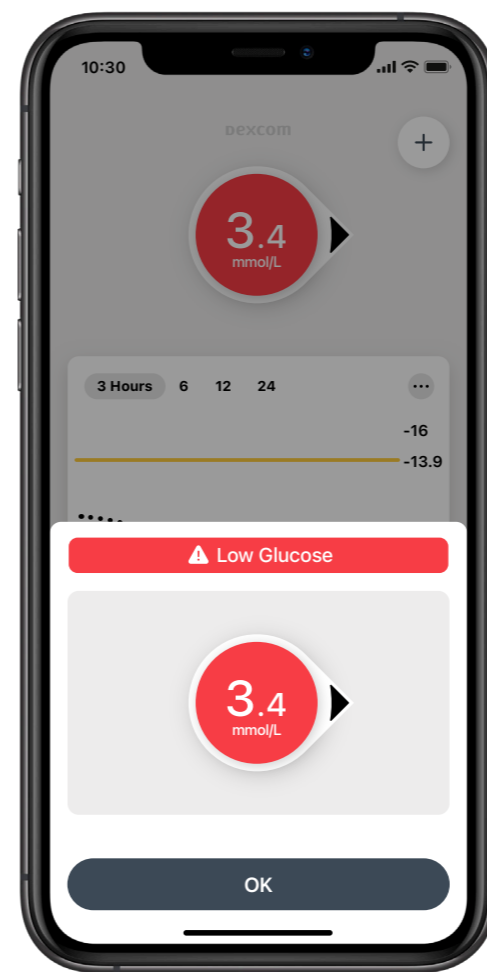 10:30
Dexcom
3.4
mmol/L
3 Hours 6 12 24
-16
-13.9
Low Glucose
3.4
mmol/L
OK